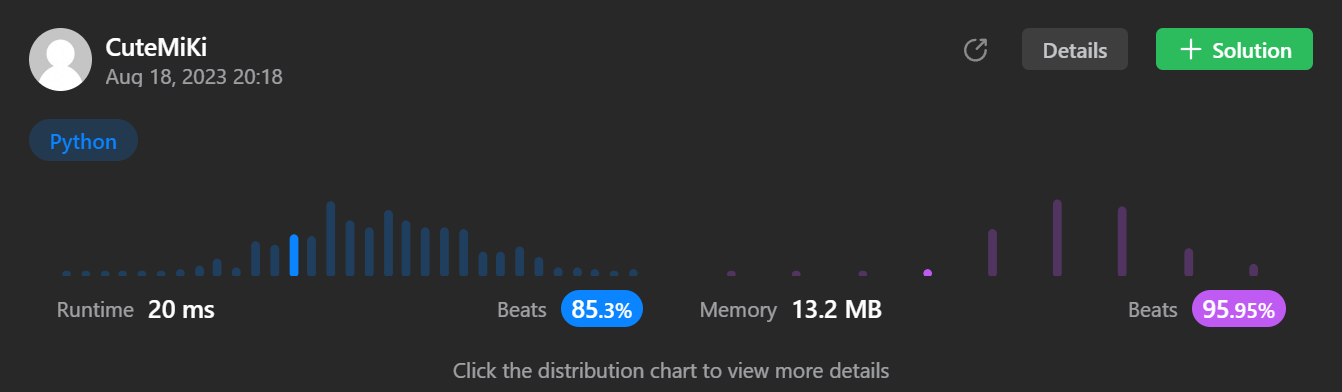 CuteMiKi
Aug 18, 2023 20:18
Details
+ Solution
Python
Runtime 20 ms Beats 85.3%
Memory 13.2 MB Beats 95.95%
Click the distribution chart to view more details